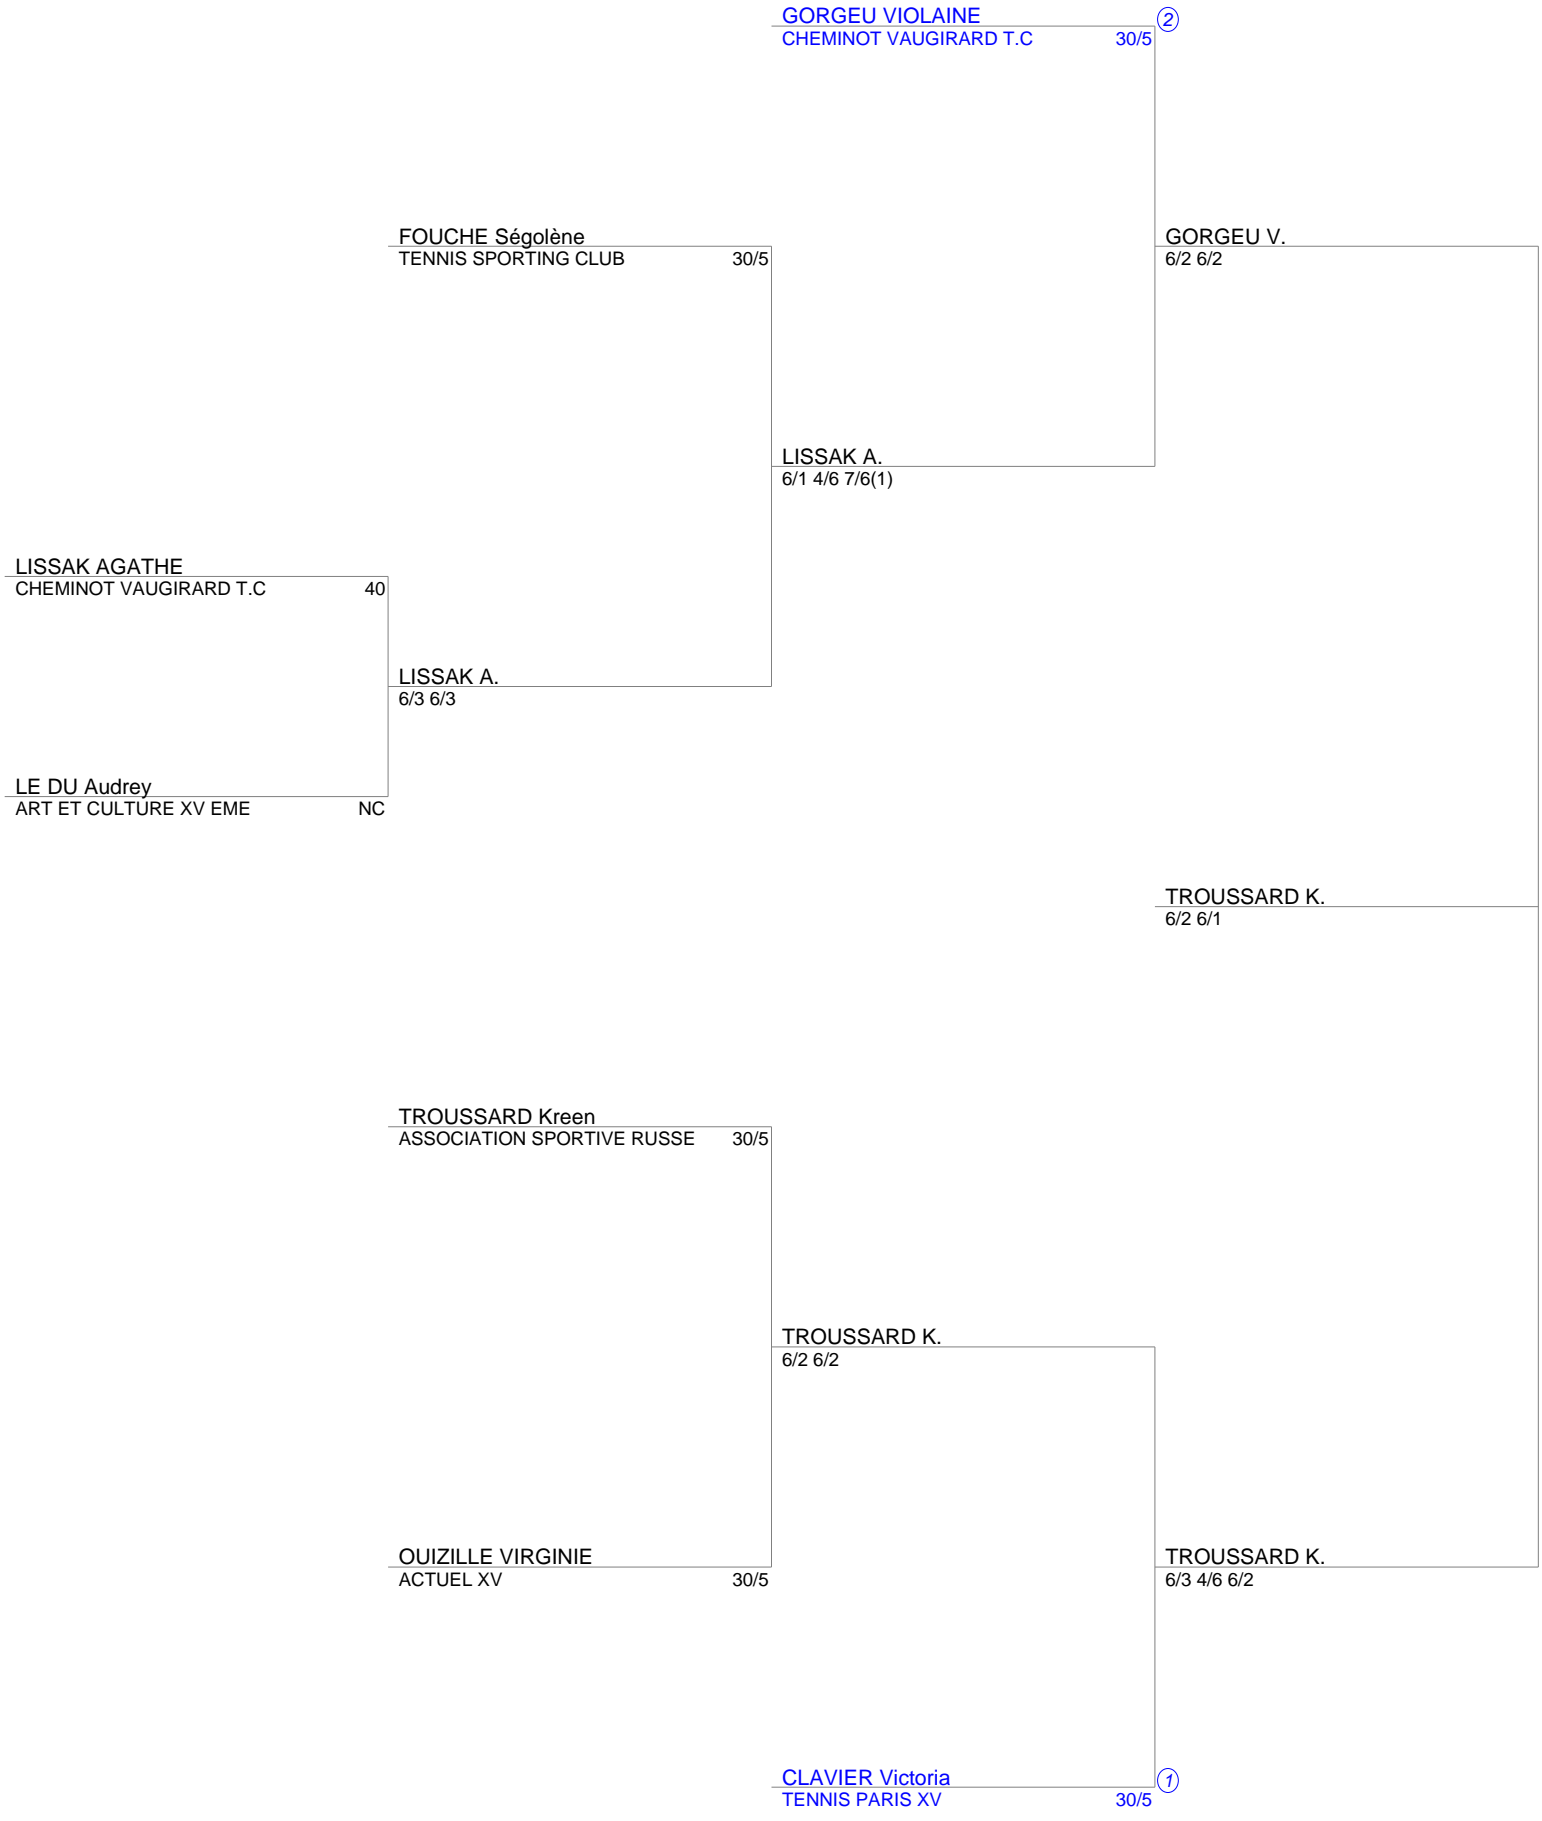 GORGEU VIOLAINE
2
CHEMINOT VAUGIRARD T.C 30/5
FOUCHE Ségolène
TENNIS SPORTING CLUB 30/5
GORGEU V.
6/2 6/2
LISSAK A.
6/1 4/6 7/6(1)
LISSAK AGATHE
CHEMINOT VAUGIRARD T.C 40
LISSAK A.
6/3 6/3
LE DU Audrey
ART ET CULTURE XV EME NC
TROUSSARD K.
6/2 6/1
TROUSSARD Kreen
ASSOCIATION SPORTIVE RUSSE 30/5
TROUSSARD K.
6/2 6/2
OUIZILLE VIRGINIE
ACTUEL XV 30/5
TROUSSARD K.
6/3 4/6 6/2
CLAVIER Victoria
1
TENNIS PARIS XV 30/5